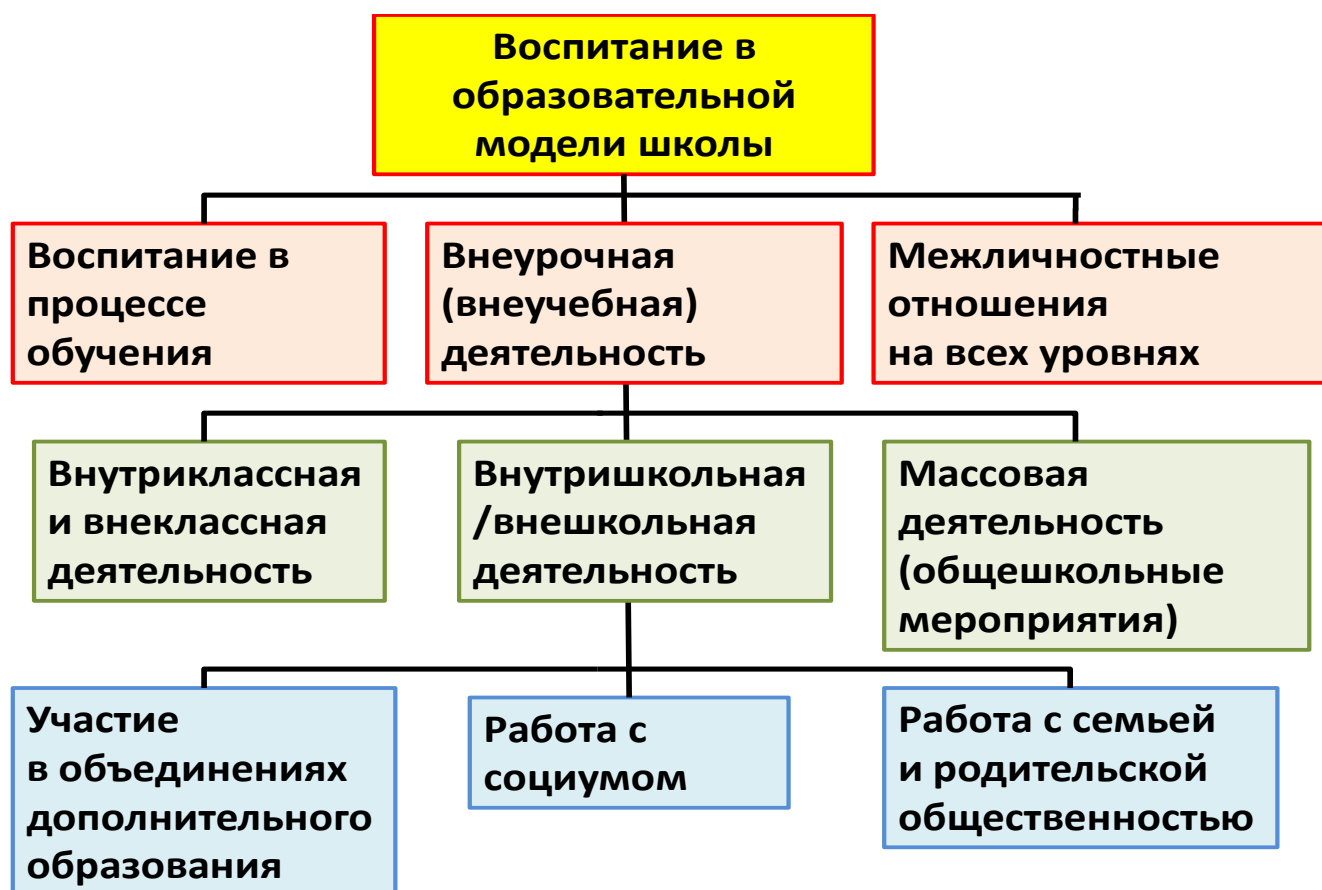 Воспитание в
образовательной
модели школы
Воспитание в
процессе
обучения
Внеурочная
(внеучебная)
деятельность
Межличностные
отношения
на всех уровнях
Внутриклассная
и внеклассная
деятельность
Внутришкольная
/внешкольная
деятельность
Массовая
деятельность
(общешкольные
мероприятия)
Участие
в объединениях
дополнительного
образования
Работа с
социумом
Работа с семьей
и родительской
общественностью